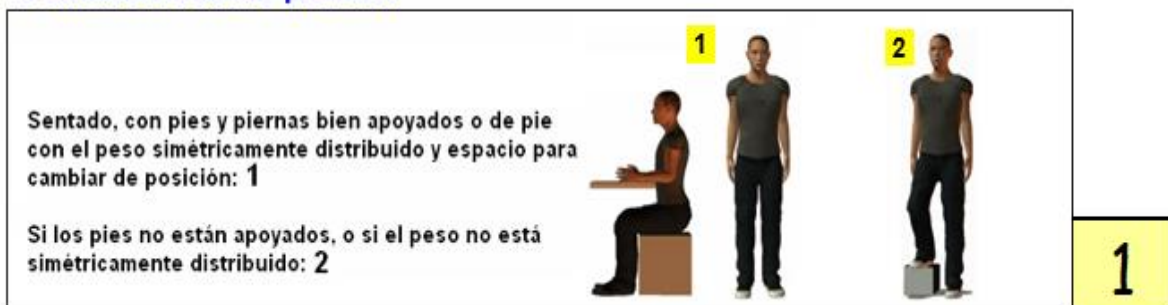 1
2
Sentado, con pies y piernas bien apoyados o de pie
con el peso simétricamente distribuido y espacio para
cambiar de posición: 1
Si los pies no están apoyados, o si el peso no está
simétricamente distribuido: 2
1